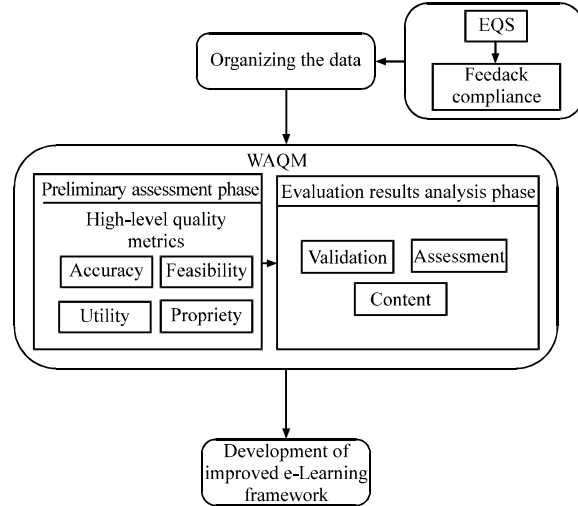 EQS
Feedack
compliance
Organizing the data
WAQM
Preliminary assessment phase
High-level quality
metrics
Accuracy
Feasibility
Utility
Propriety
Evaluation results analysis phase
Validation
Assessment
Content
Development of
improved e-Learning
framework